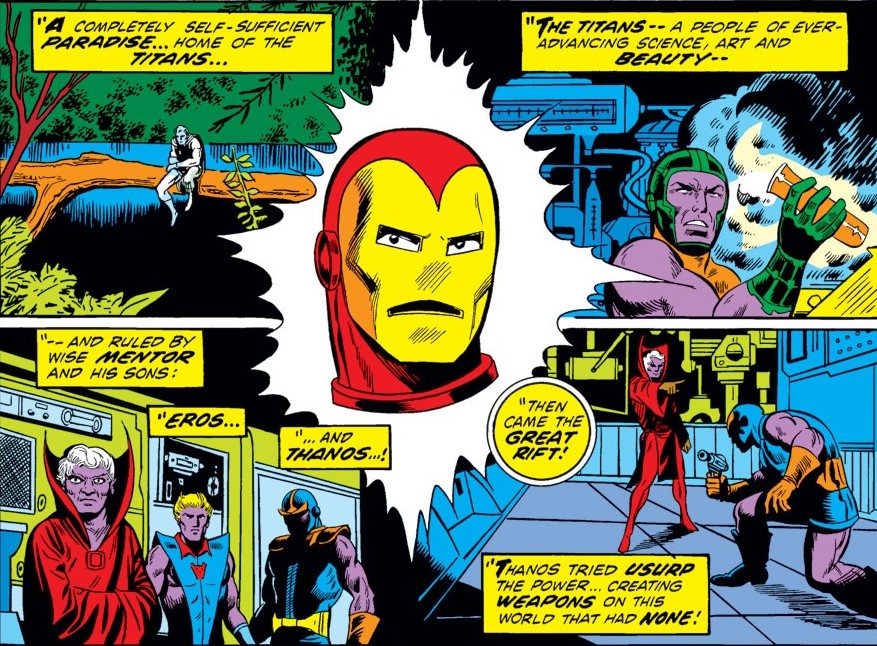 "A COMPLETELY SELF-SUFFICIENT
PARADISE... HOME OF THE
TITANS...
"THE TITANS-- A PEOPLE OF EVER-
ADVANCING SCIENCE, ART AND
BEAUTY--
"-- AND RULED BY
WISE MENTOR
AND HIS SONS:
"EROS...
"... AND
THANOS...!
"THEN
CAME THE
GREAT
RIFT!
"THANOS TRIED USURP
THE POWER... CREATING
WEAPONS ON THIS
WORLD THAT HAD NONE!